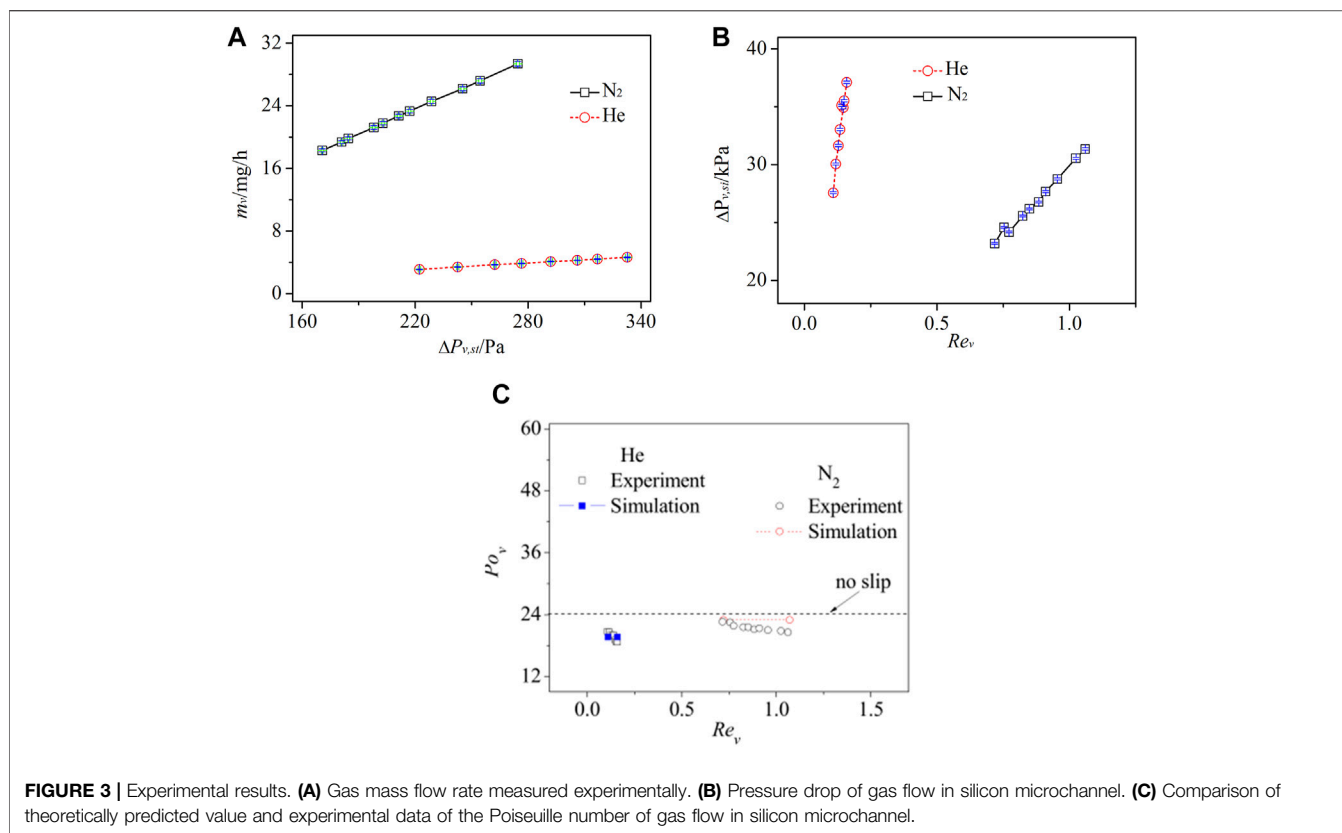 A
32
24
16
8
0
mv/mg/h
N2
He
160
220
280
340
ΔPv,st/Pa
B
40
30
20
ΔPv,si/kPa
He
N2
0.0
0.5
1.0
Rev
C
60
48
36
24
12
Pov
He
Experiment
Simulation
N2
Experiment
Simulation
no slip
0.0
0.5
1.0
1.5
Rev
FIGURE 3 | Experimental results. (A) Gas mass flow rate measured experimentally. (B) Pressure drop of gas flow in silicon microchannel. (C) Comparison of
theoretically predicted value and experimental data of the Poiseuille number of gas flow in silicon microchannel.